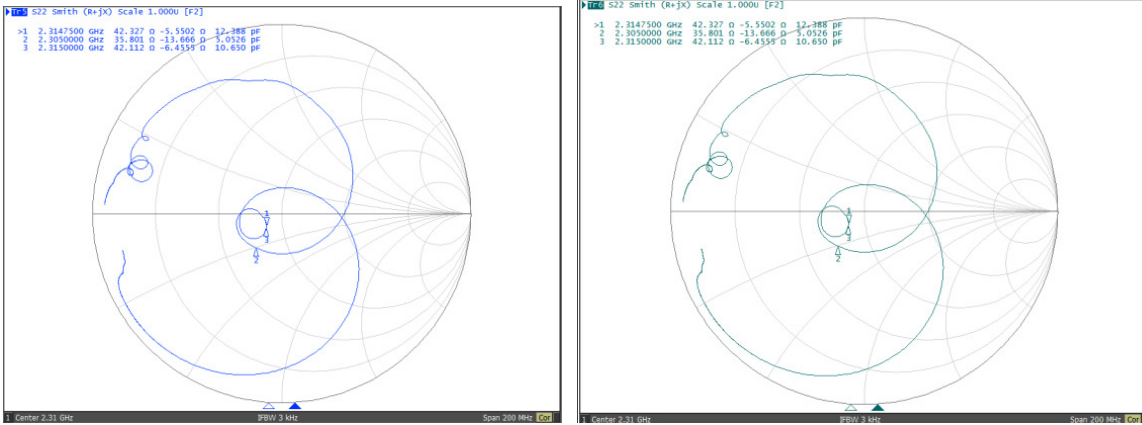 Tr5 S22 Smith (R+jX) Scale 1.000U [F2]
>1 2.3147500 GHz 42.327 Ω -5.5502 Ω 12.388 pF
2 2.3050000 GHz 35.801 Ω -13.666 Ω 5.0526 pF
3 2.3150000 GHz 42.112 Ω -6.4555 Ω 10.650 pF
1
3
2
1 Center 2.31 GHz IFBW 3 kHz Span 200 MHz Cor
Tr6 S22 Smith (R+jX) Scale 1.000U [F2]
>1 2.3147500 GHz 42.327 Ω -5.5502 Ω 12.388 pF
2 2.3050000 GHz 35.801 Ω -13.666 Ω 5.0526 pF
3 2.3150000 GHz 42.112 Ω -6.4555 Ω 10.650 pF
1
3
2
1 Center 2.31 GHz IFBW 3 kHz Span 200 MHz Cor